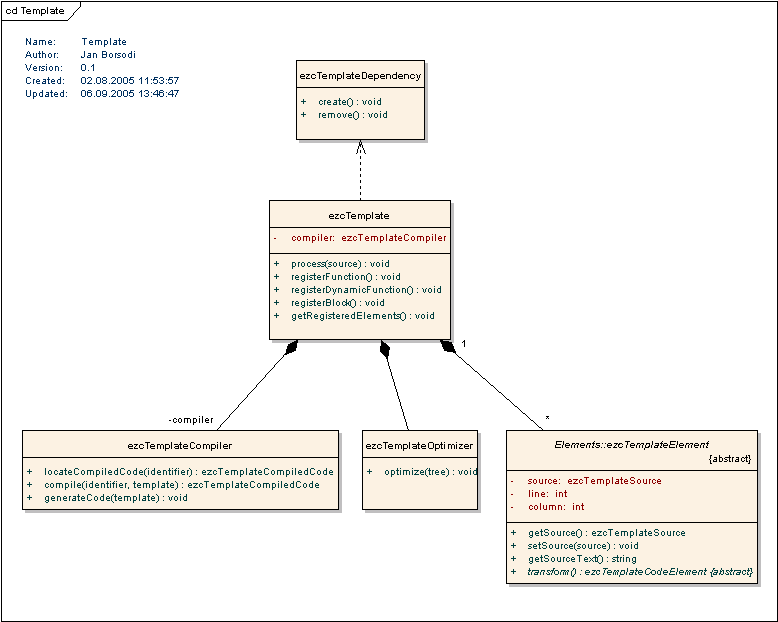 cd Template
Name: Template
Author: Jan Borsodi
Version: 0.1
Created: 02.08.2005 11:53:57
Updated: 06.09.2005 13:46:47
ezcTemplateDependency
+ create() : void
+ remove() : void
ezcTemplate
- compiler: ezcTemplateCompiler
+ process(source) : void
+ registerFunction() : void
+ registerDynamicFunction() : void
+ registerBlock() : void
+ getRegisteredElements() : void
1
-compiler
*
ezcTemplateCompiler
+ locateCompiledCode(identifier) : ezcTemplateCompiledCode
+ compile(identifier, template) : ezcTemplateCompiledCode
+ generateCode(template) : void
ezcTemplateOptimizer
+ optimize(tree) : void
Elements::ezcTemplateElement
{abstract}
- source: ezcTemplateSource
- line: int
- column: int
+ getSource() : ezcTemplateSource
+ setSource(source) : void
+ getSourceText() : string
+ transform() : ezcTemplateCodeElement {abstract}